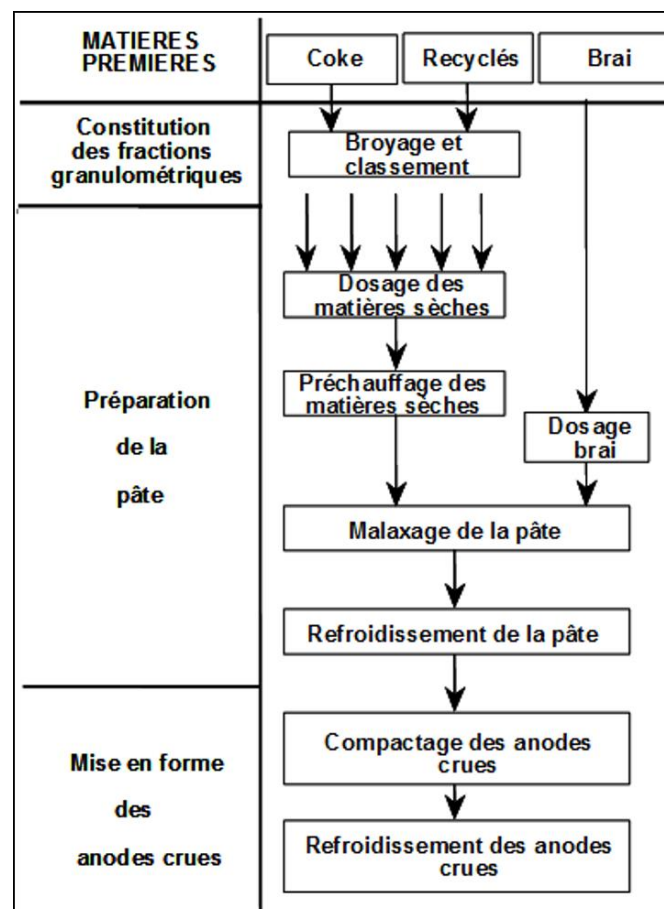 MATIERES
PREMIERES
Coke
Recyclés
Brai
Constitution
des fractions
granulométriques
Broyage et
classement
Préparation
de la
pâte
Dosage des
matières sèches
Préchauffage des
matières sèches
Dosage
brai
Malaxage de la pâte
Refroidissement de la pâte
Mise en forme
des
anodes crues
Compactage des anodes
crues
Refroidissement des anodes
crues